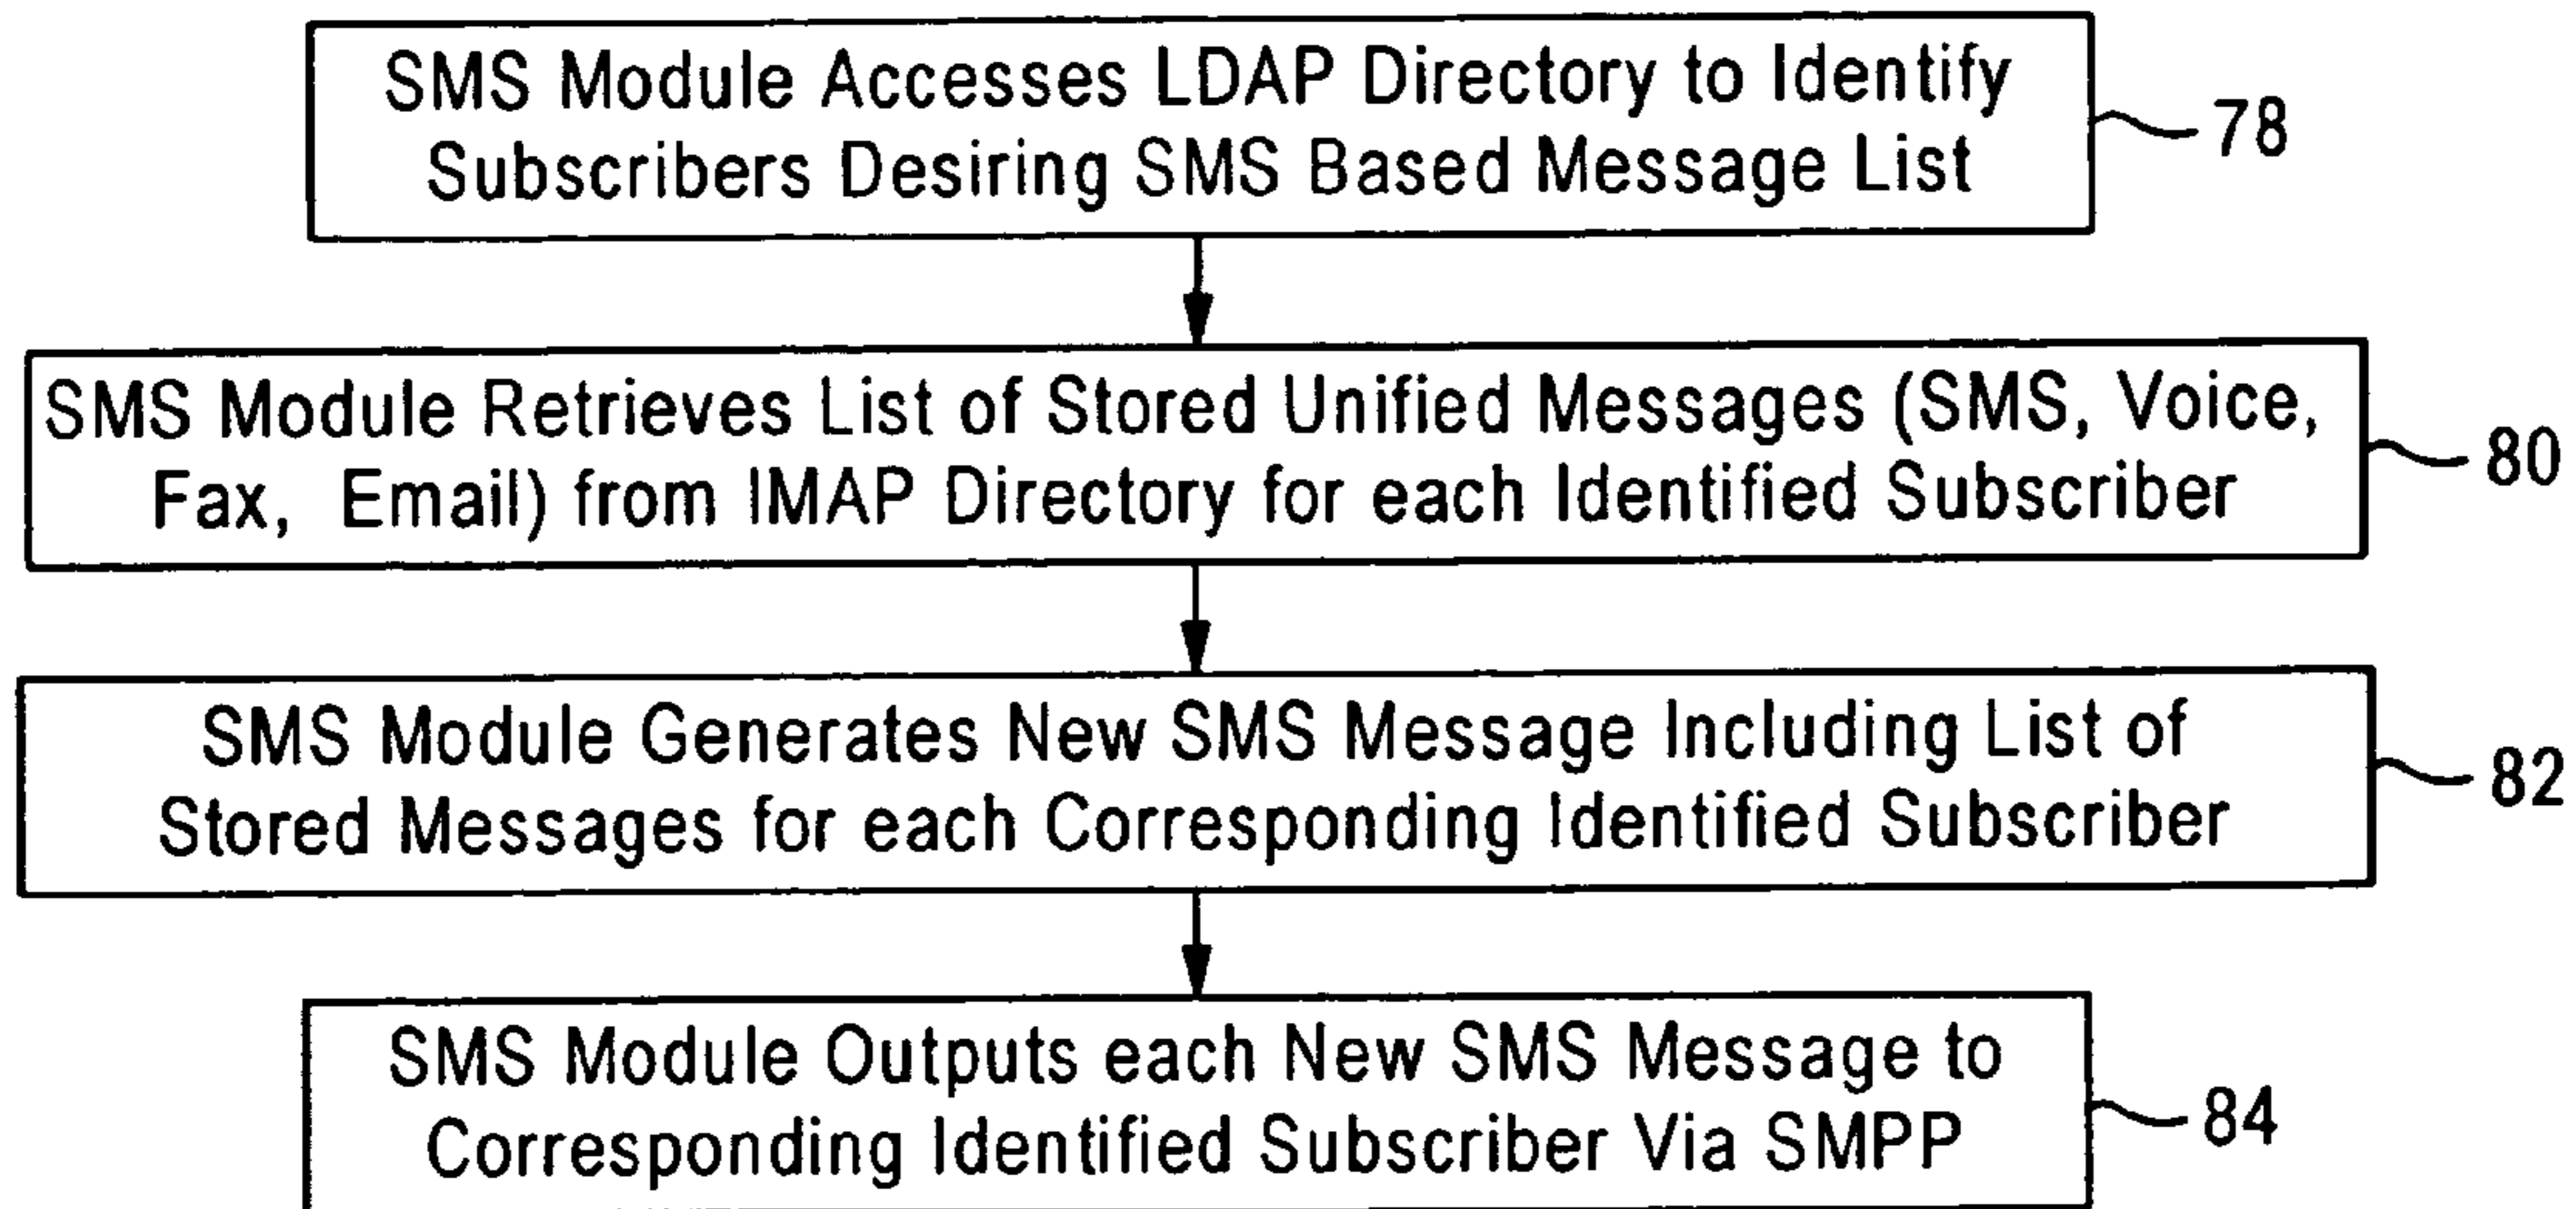 SMS Module Accesses LDAP Directory to Identify
Subscribers Desiring SMS Based Message List
78
SMS Module Retrieves List of Stored Unified Messages (SMS, Voice,
Fax, Email) from IMAP Directory for each Identified Subscriber
80
SMS Module Generates New SMS Message Including List of
Stored Messages for each Corresponding Identified Subscriber
82
SMS Module Outputs each New SMS Message to
Corresponding Identified Subscriber Via SMPP
84